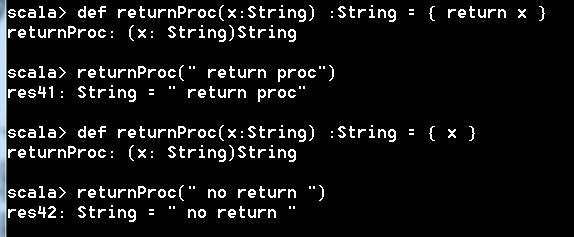 scala> def returnProc(x:String) :String = { return x }
returnProc: (x: String)String
scala> returnProc(" return proc")
res41: String = " return proc"
scala> def returnProc(x:String) :String = { x }
returnProc: (x: String)String
scala> returnProc(" no return ")
res42: String = " no return "